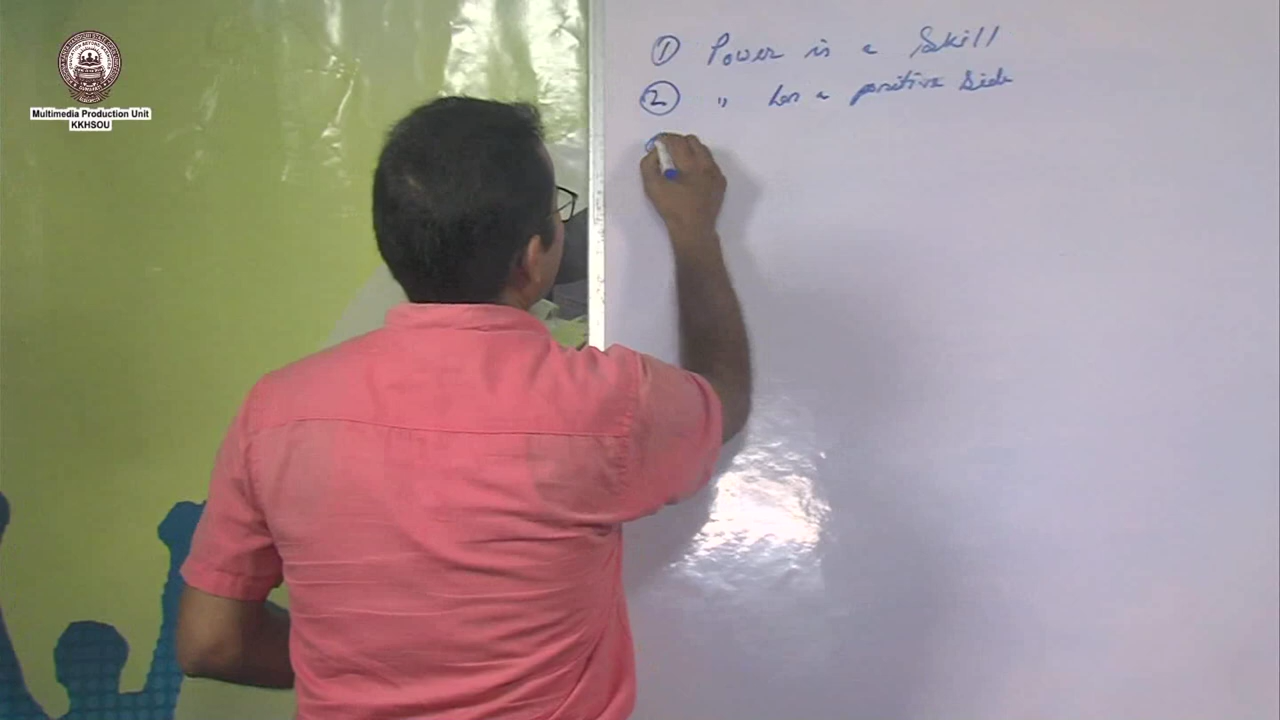 Multimedia Production Unit
KKHSOU
① Power is a Skill
② " has a positive side